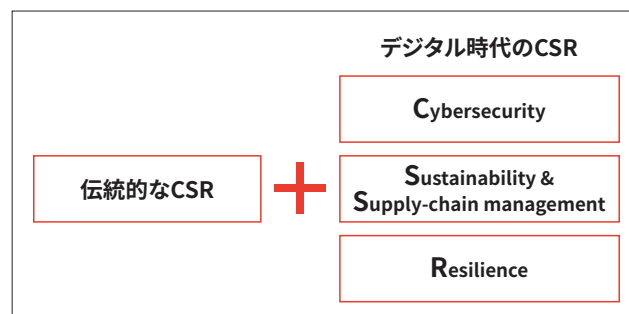 デジタル時代のCSR
Cybersecurity
伝統的なCSR
Sustainability &
Supply-chain management
Resilience